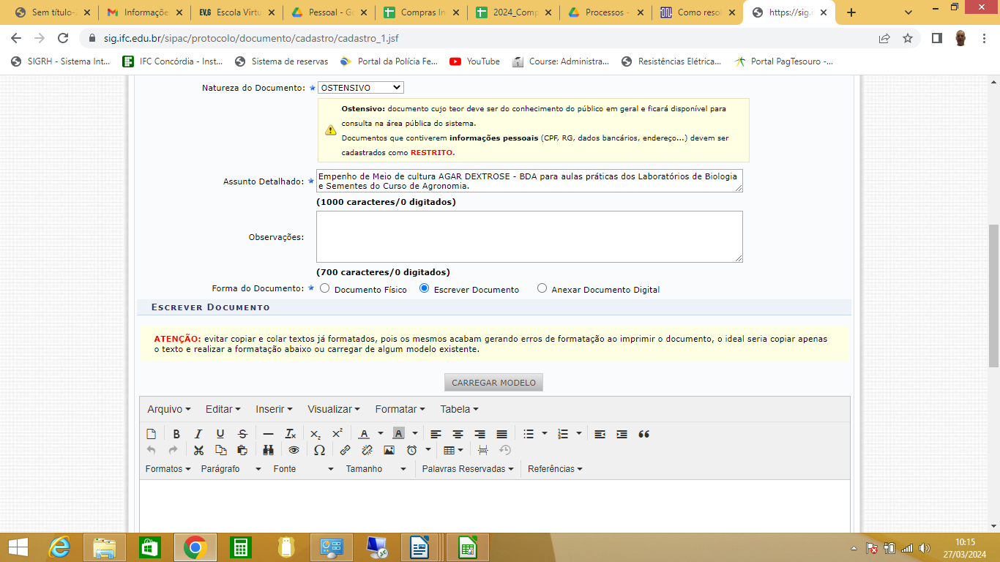 Sem título-
Informaçõe
EV.G Escola Virtu
Pessoal - Go
Compras In
2024_Comp
Processos -
Como reso
https://sig.i
sig.ifc.edu.br/sipac/protocolo/documento/cadastro/cadastro_1.jsf
SIGRH - Sistema Int...
IFC Concórdia - Inst...
Sistema de reservas
Portal da Polícia Fe...
YouTube
Course: Administra...
Resistências Elétrica...
Portal PagTesouro -...
Natureza do Documento: OSTENSIVO
Ostensivo: documento cujo teor deve ser do conhecimento do público em geral e ficará disponível para
consulta na área pública do sistema.
Documentos que contiverem informações pessoais (CPF, RG, dados bancários, endereço...) devem ser
cadastrados como RESTRITO.
Assunto Detalhado: Empenho de Meio de cultura AGAR DEXTROSE - BDA para aulas práticas dos Laboratórios de Biologia
e Sementes do Curso de Agronomia.
(1000 caracteres/0 digitados)
Observações:
(700 caracteres/0 digitados)
Forma do Documento: Documento Físico Escrever Documento Anexar Documento Digital
ESCREVER DOCUMENTO
ATENÇÃO: evitar copiar e colar textos já formatados, pois os mesmos acabam gerando erros de formatação ao imprimir o documento, o ideal seria copiar apenas
o texto e realizar a formatação abaixo ou carregar de algum modelo existente.
CARREGAR MODELO
Arquivo Editar Inserir Visualizar Formatar Tabela
Formatos Parágrafo Fonte Tamanho Palavras Reservadas Referências
10:15
27/03/2024